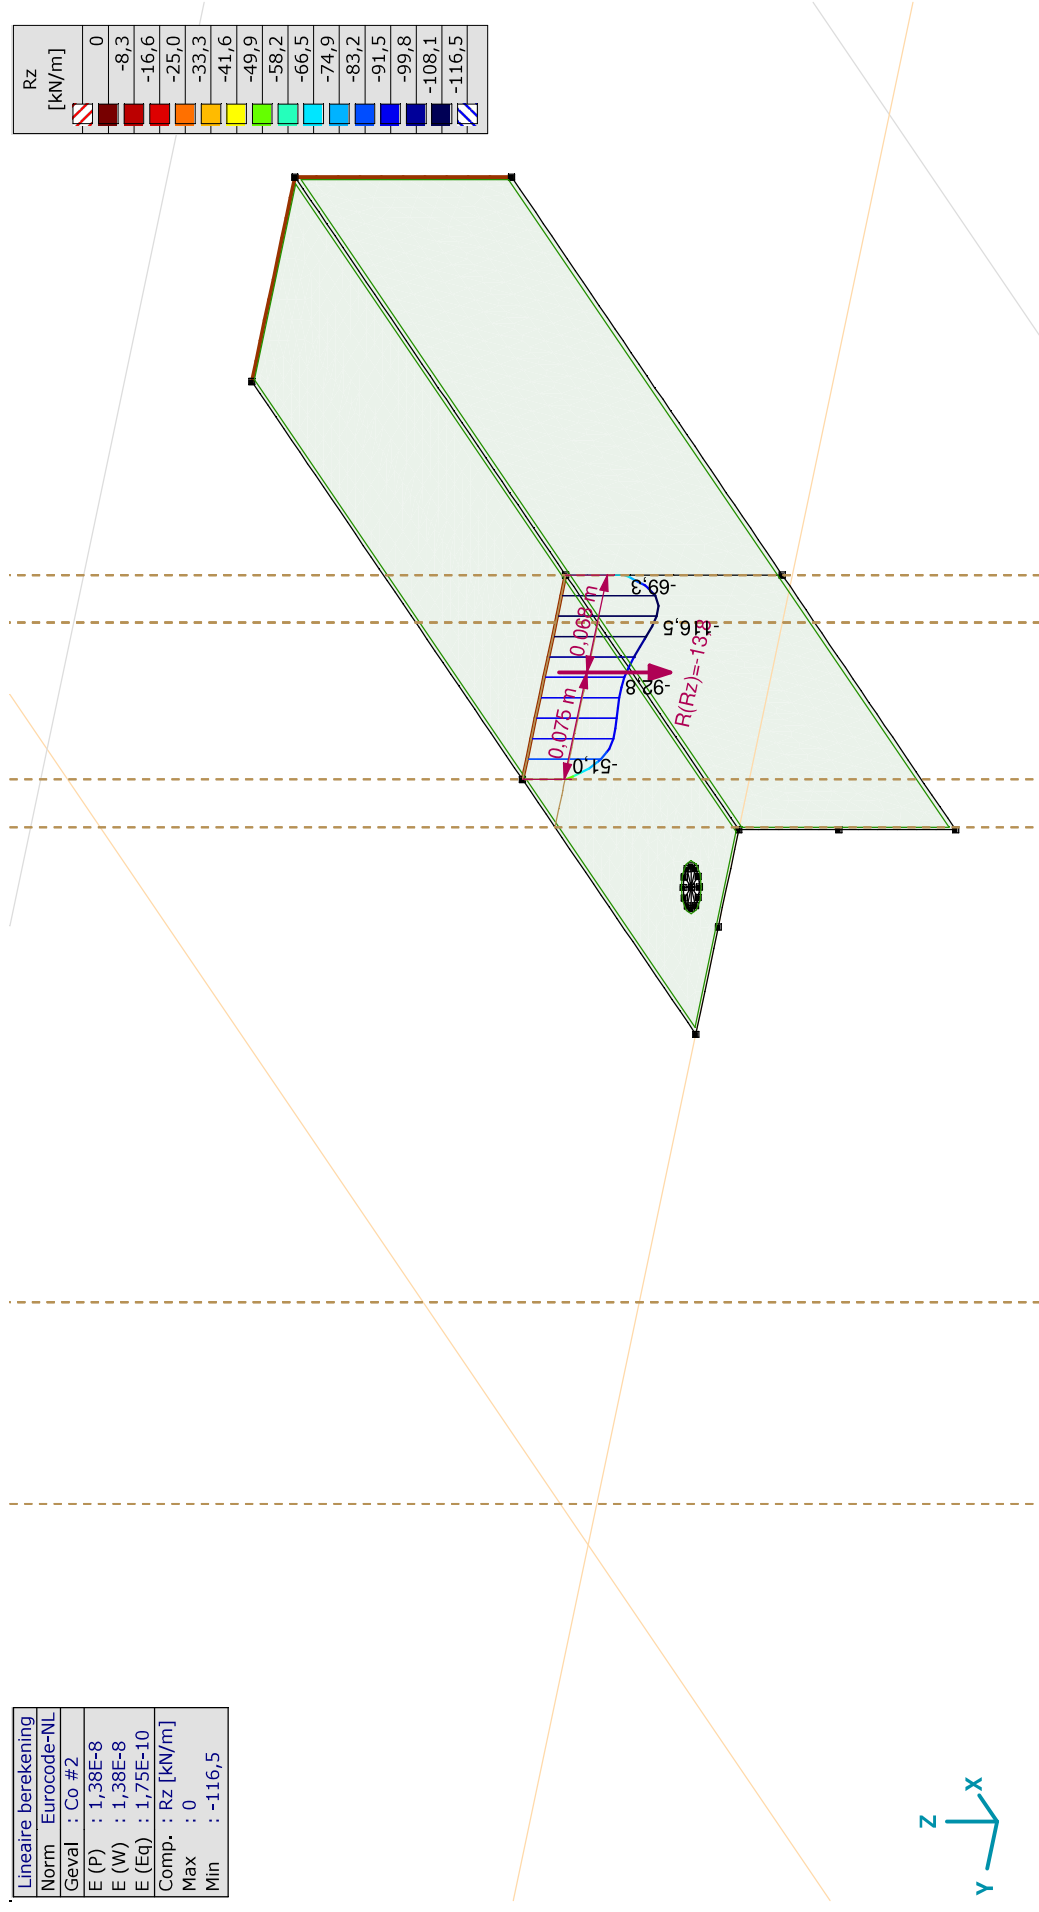 Lineaire berekening
Norm Eurocode-NL
Geval : Co #2
E (P) : 1,38E-8
E (W) : 1,38E-8
E (Eq) : 1,75E-10
Comp. : Rz [kN/m]
Max : 0
Min : -116,5
Rz
[kN/m]
0
-8,3
-16,6
-25,0
-33,3
-41,6
-49,9
-58,2
-66,5
-74,9
-83,2
-91,5
-99,8
-108,1
-116,5
0,075 m
0,068 m
-51,0
-92,8
-116,5
-69,3
R(Rz)=-13,8
Z
Y
X